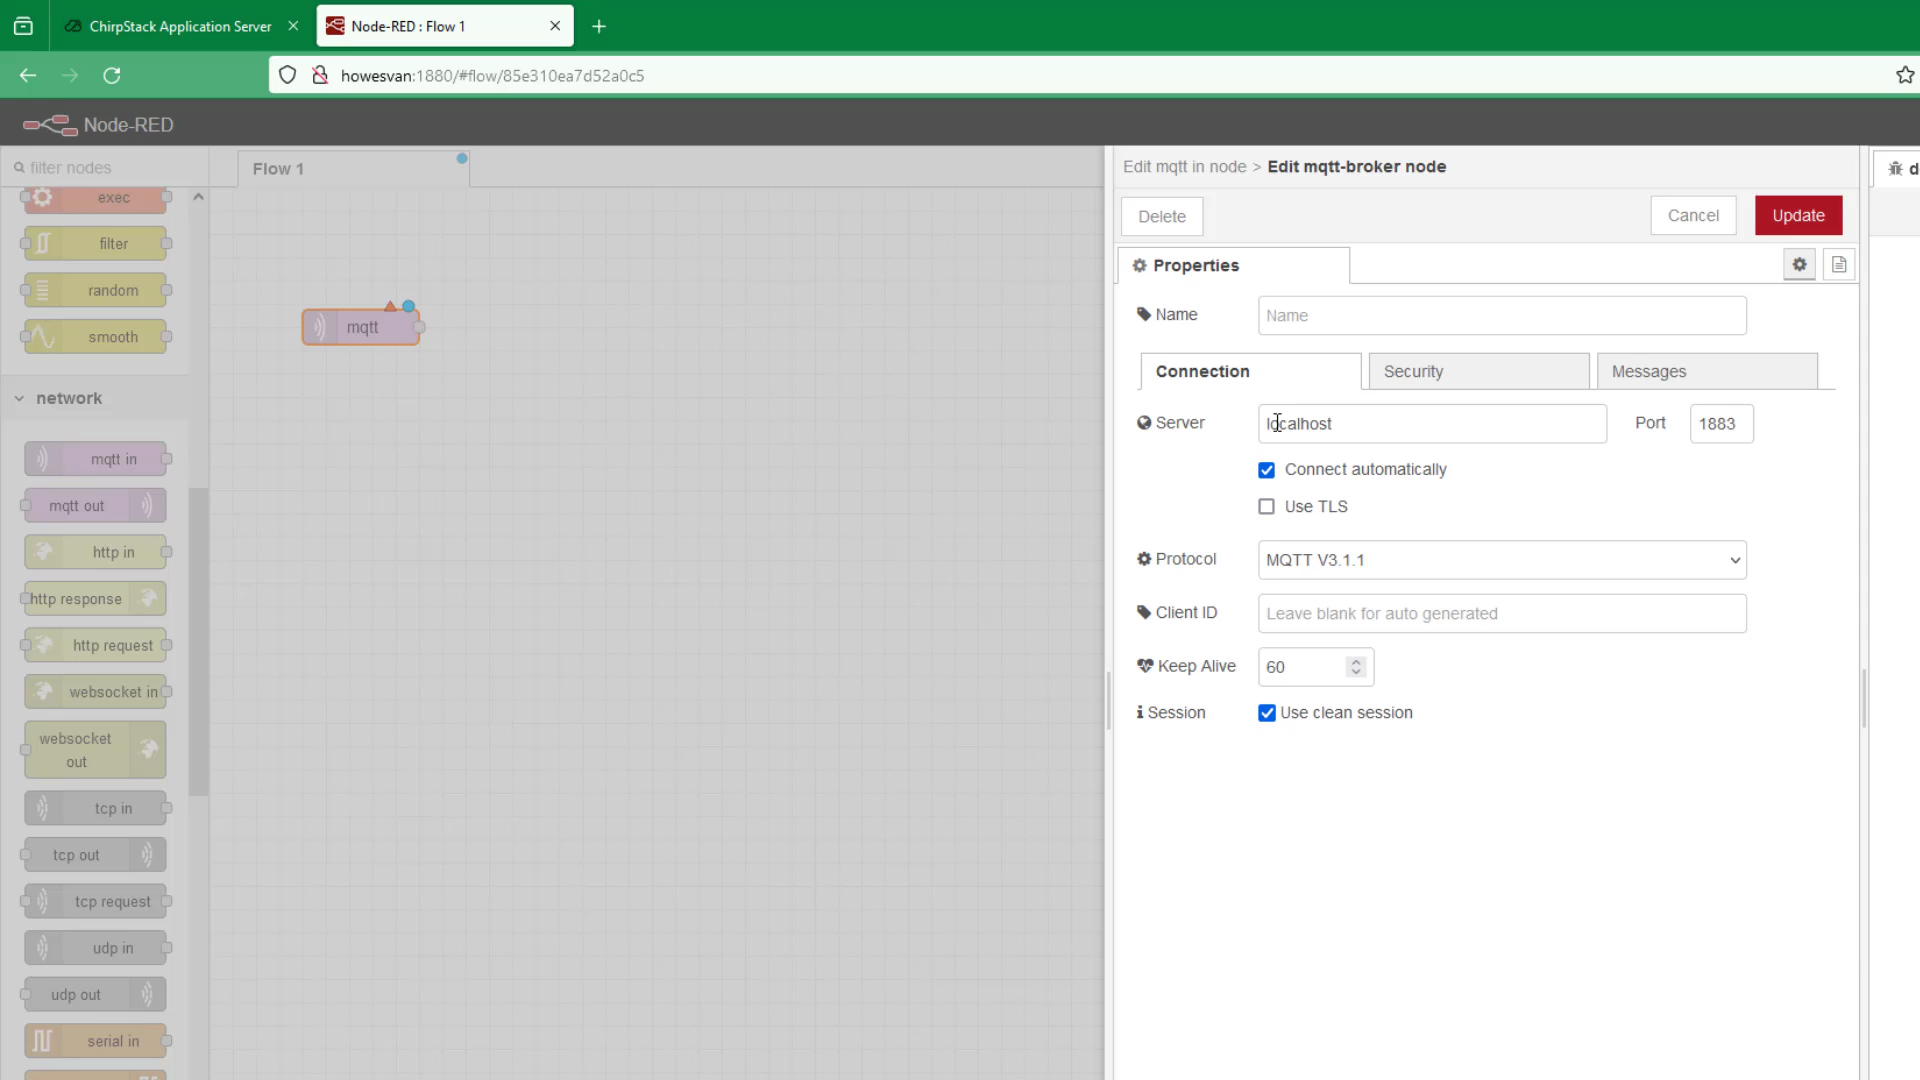 ChirpStack Application Server
Node-RED : Flow 1
howesvan:1880/#flow/85e310ea7d52a0c5
Node-RED
filter nodes
Flow 1
exec
filter
random
smooth
network
mqtt in
mqtt out
http in
http response
http request
websocket in
websocket
out
tcp in
tcp out
tcp request
udp in
udp out
serial in
mqtt
Edit mqtt in node > Edit mqtt-broker node
Delete
Cancel
Update
Properties
Name
Name
Connection
Security
Messages
Server
localhost
Port
1883
Connect automatically
Use TLS
Protocol
MQTT V3.1.1
Client ID
Leave blank for auto generated
Keep Alive
60
Session
Use clean session
d